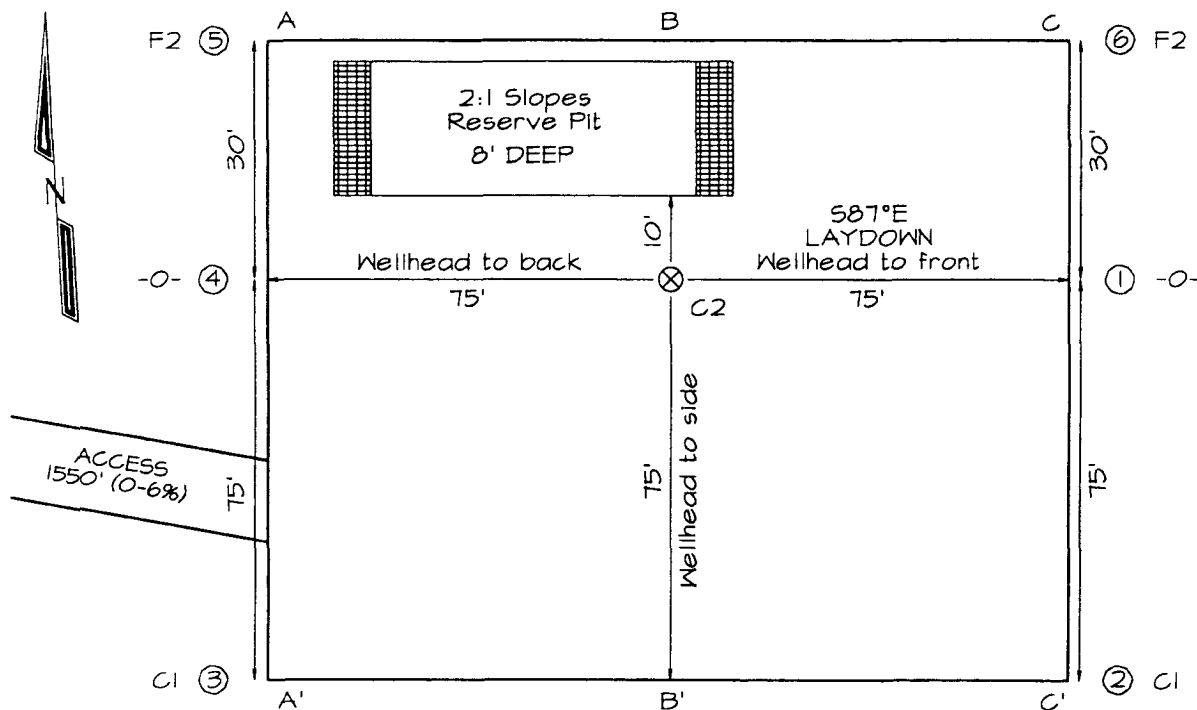 A B C
F2 ⑤
⑥ F2
2:1 Slopes
Reserve Pit
8' DEEP
30'
30'
N
10'
S87°E
LAYDOWN
Wellhead to back
Wellhead to front
-0- ④
① -0-
75'
75'
C2
Wellhead to side
75'
ACCESS
1550' (0-6%)
75'
75'
C1 ③
② C1
A' B' C'